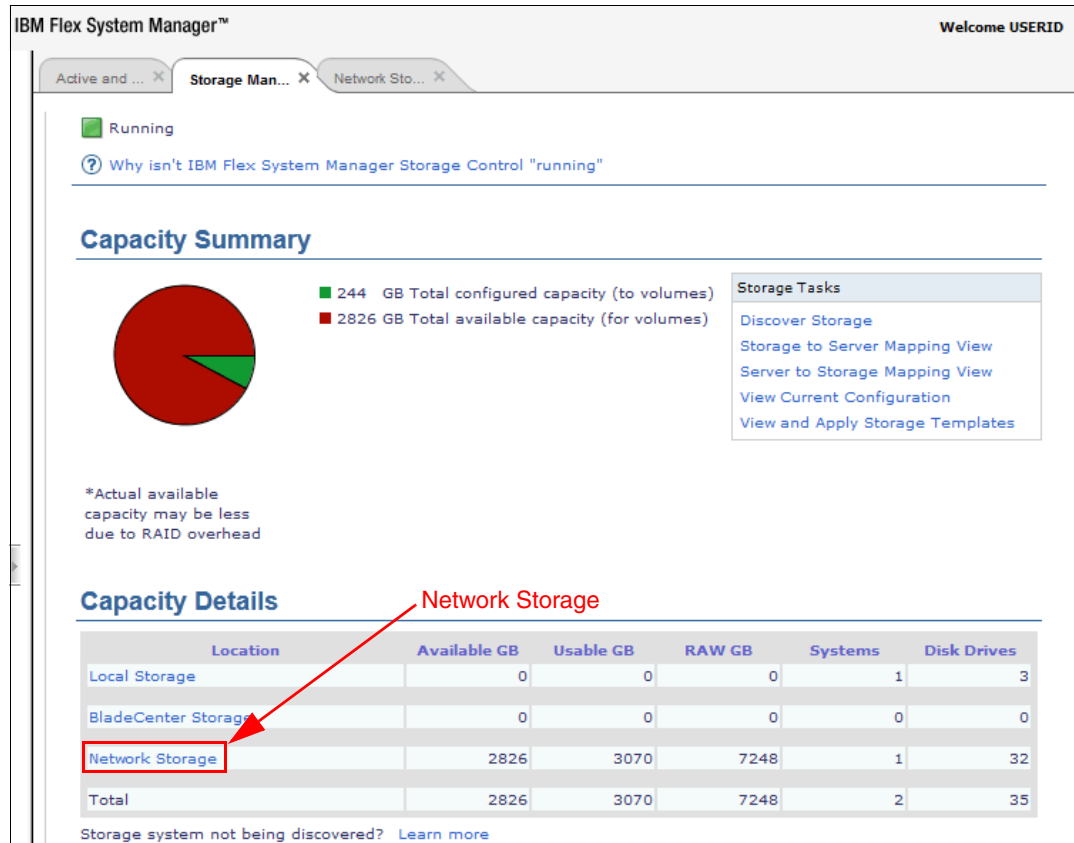 IBM Flex System Manager™
Welcome USERID
Active and ...
Storage Man...
Network Sto...
Running
? Why isn't IBM Flex System Manager Storage Control "running"
Capacity Summary
244 GB Total configured capacity (to volumes)
2826 GB Total available capacity (for volumes)
Storage Tasks
Discover Storage
Storage to Server Mapping View
Server to Storage Mapping View
View Current Configuration
View and Apply Storage Templates
*Actual available
capacity may be less
due to RAID overhead
Capacity Details
Network Storage
Location Available GB Usable GB RAW GB Systems Disk Drives
Local Storage 0 0 0 1 3
BladeCenter Storage 0 0 0 0 0
Network Storage 2826 3070 7248 1 32
Total 2826 3070 7248 2 35
Storage system not being discovered? Learn more